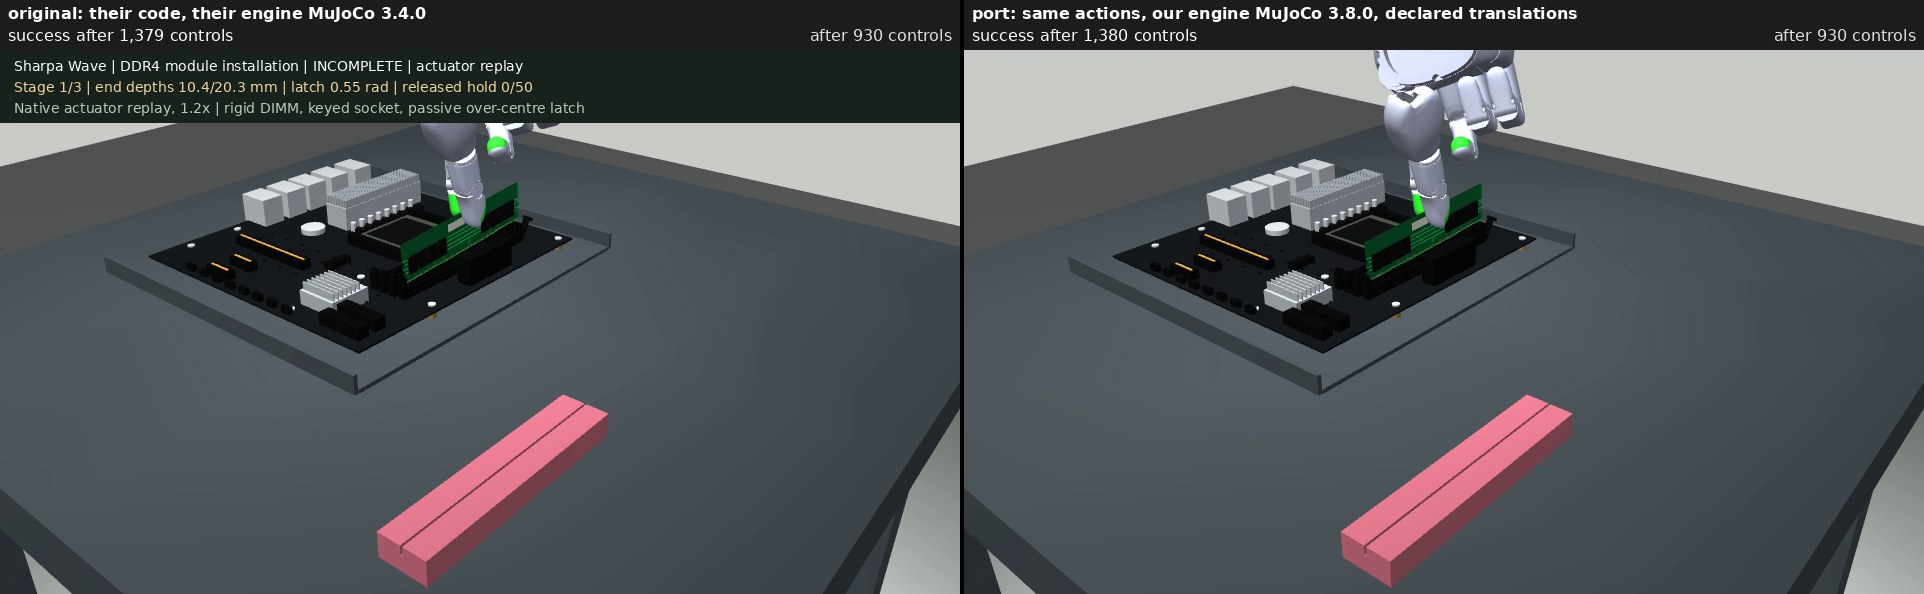 original: their code, their engine MuJoCo 3.4.0
success after 1,379 controls
after 930 controls
Sharpa Wave | DDR4 module installation | INCOMPLETE | actuator replay
Stage 1/3 | end depths 10.4/20.3 mm | latch 0.55 rad | released hold 0/50
Native actuator replay, 1.2x | rigid DIMM, keyed socket, passive over-centre latch
port: same actions, our engine MuJoCo 3.8.0, declared translations
success after 1,380 controls
after 930 controls